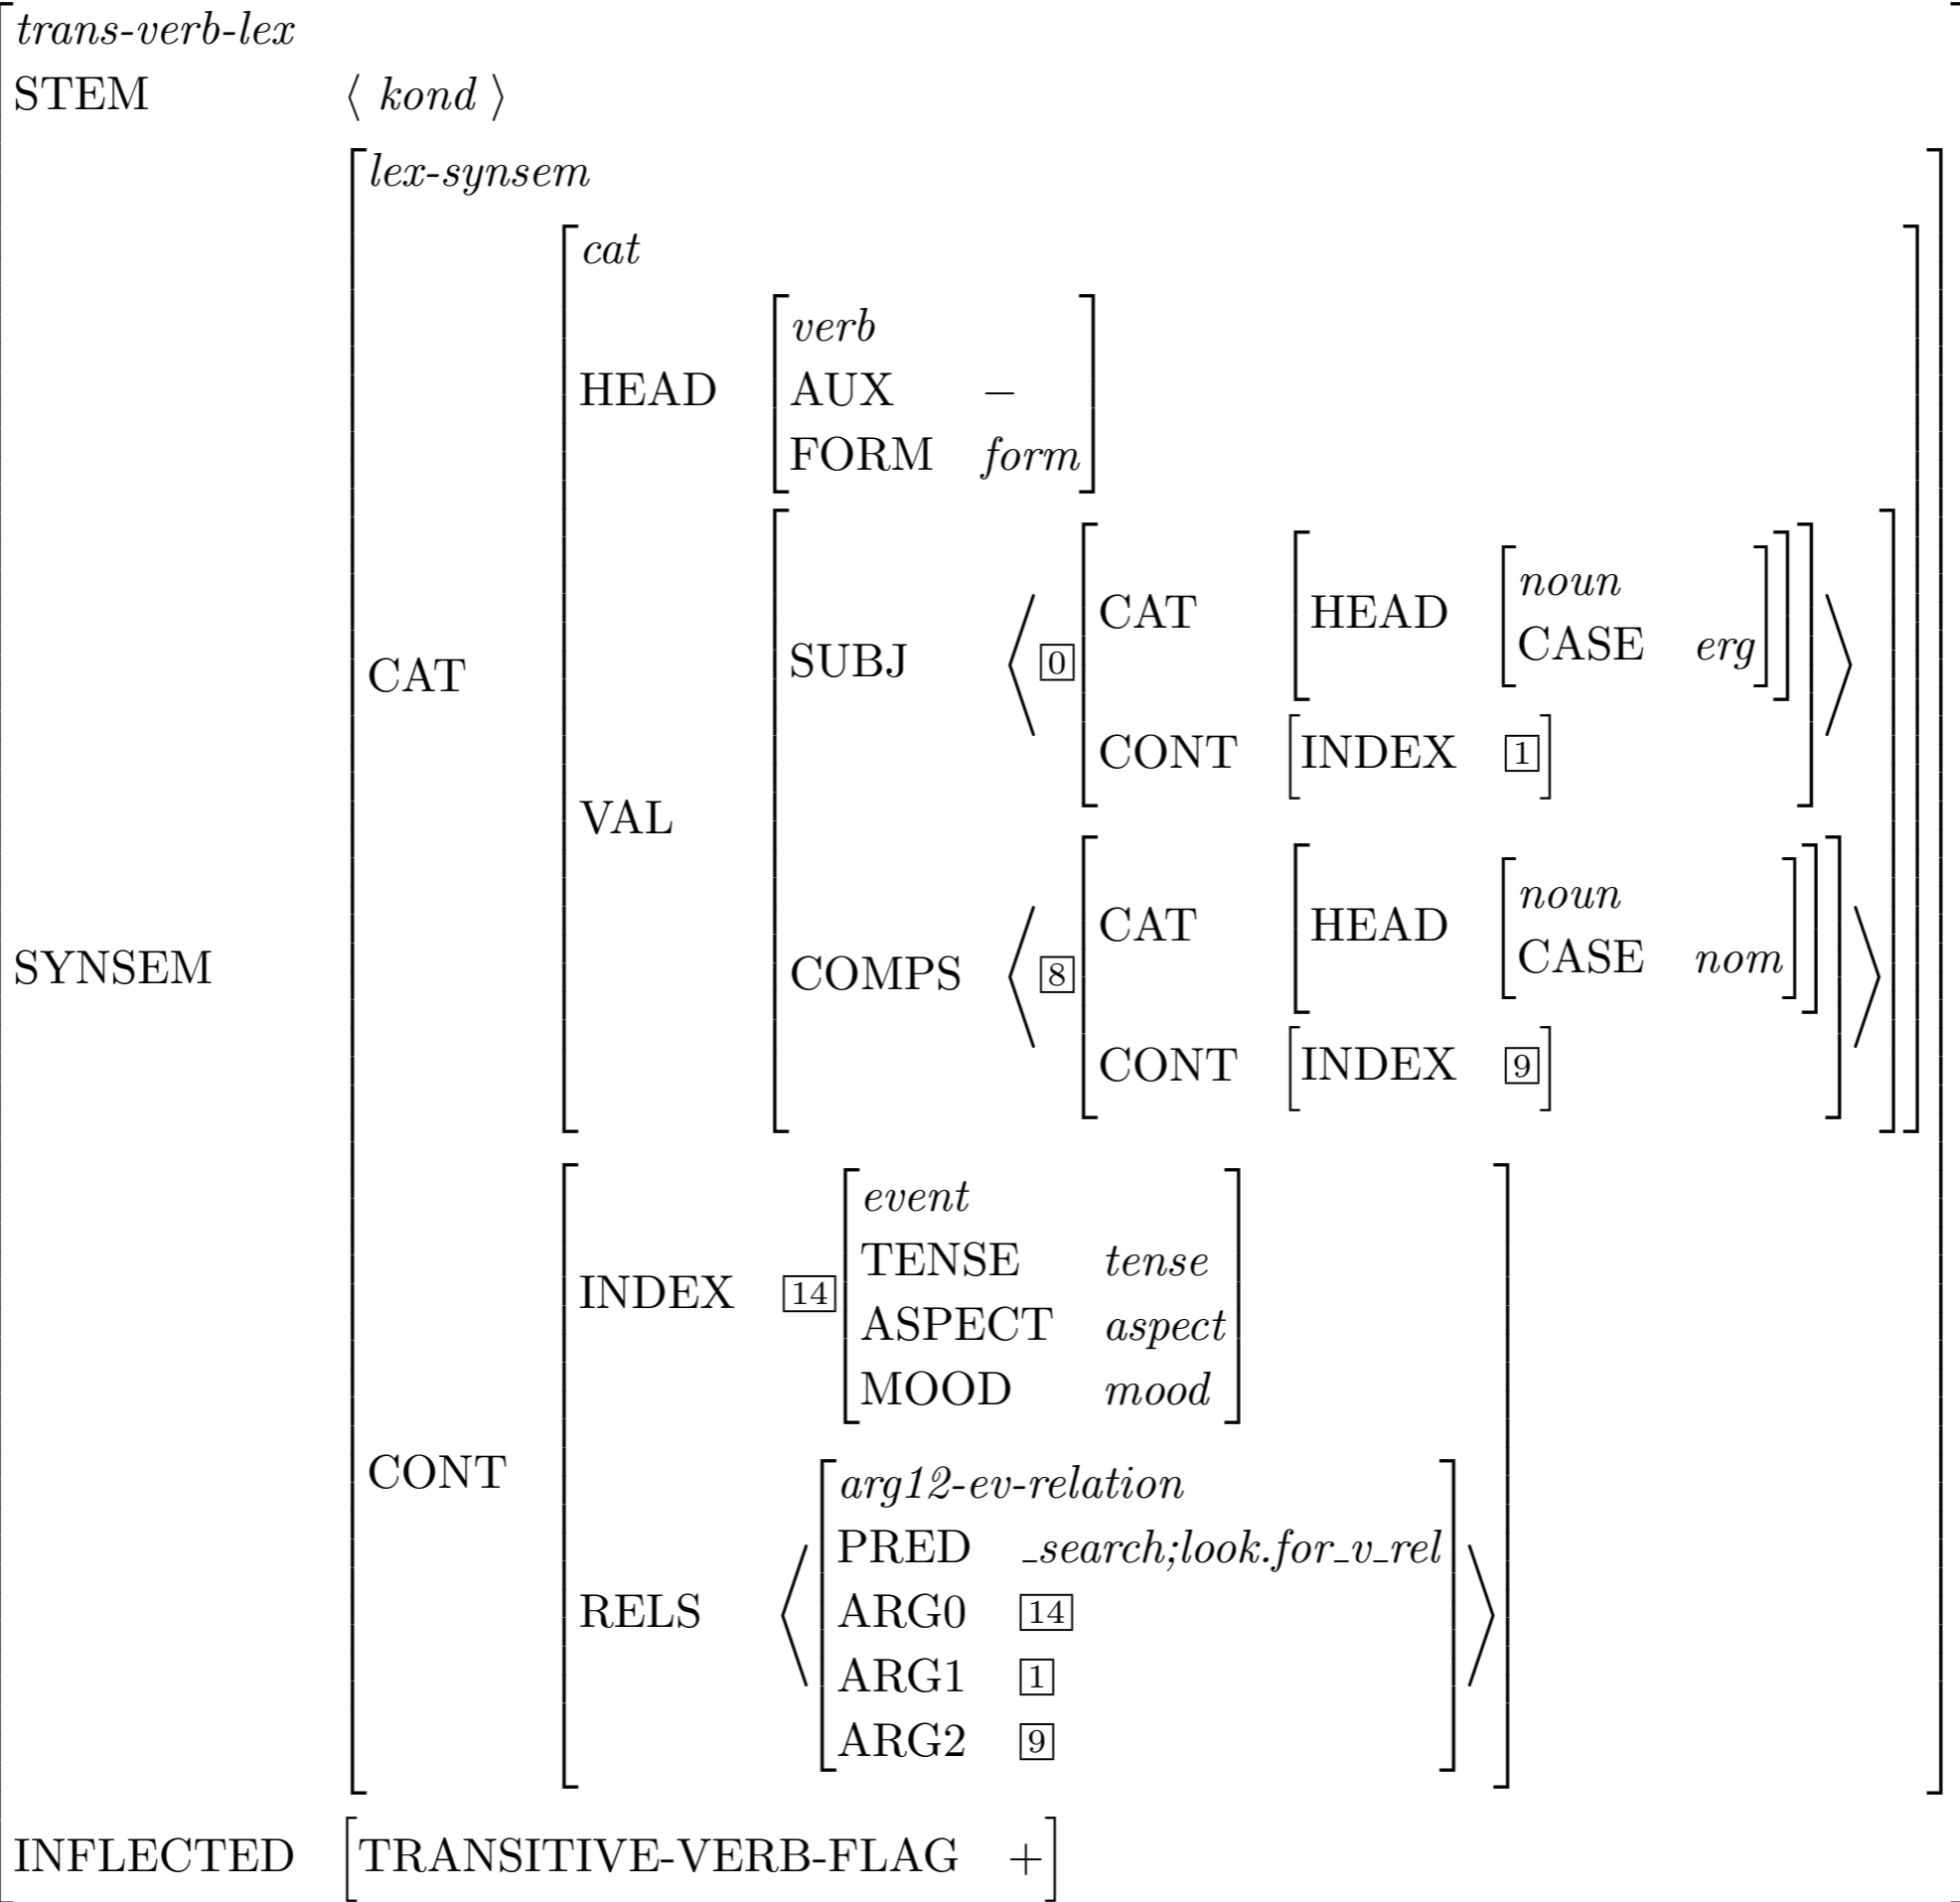 trans-verb-lex
STEM ⟨ kond ⟩
lex-synsem
cat
verb
HEAD AUX −
FORM form
noun
CAT HEAD CASE erg
SUBJ ⟨ 0
CONT INDEX 1 ⟩
CAT
VAL
noun
CAT HEAD CASE nom
COMPS ⟨ 8
CONT INDEX 9 ⟩
SYNSEM
event
TENSE tense
INDEX 14 ASPECT aspect
MOOD mood
CONT
arg12-ev-relation
PRED _search;look.for_v_rel
RELS ⟨ ARG0 14 ⟩
ARG1 1
ARG2 9
INFLECTED [TRANSITIVE-VERB-FLAG +]